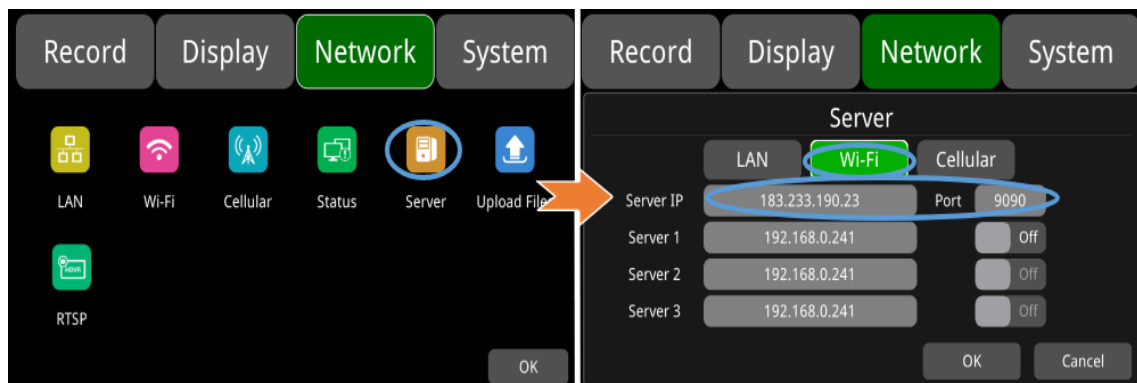 Record Display Network System
LAN Wi-Fi Cellular Status Server Upload Files
HDVR
RTSP
OK
Record Display Network System
Server
LAN Wi-Fi Cellular
Server IP 183.233.190.23 Port 9090
Server 1 192.168.0.241 Off
Server 2 192.168.0.241 Off
Server 3 192.168.0.241 Off
OK Cancel